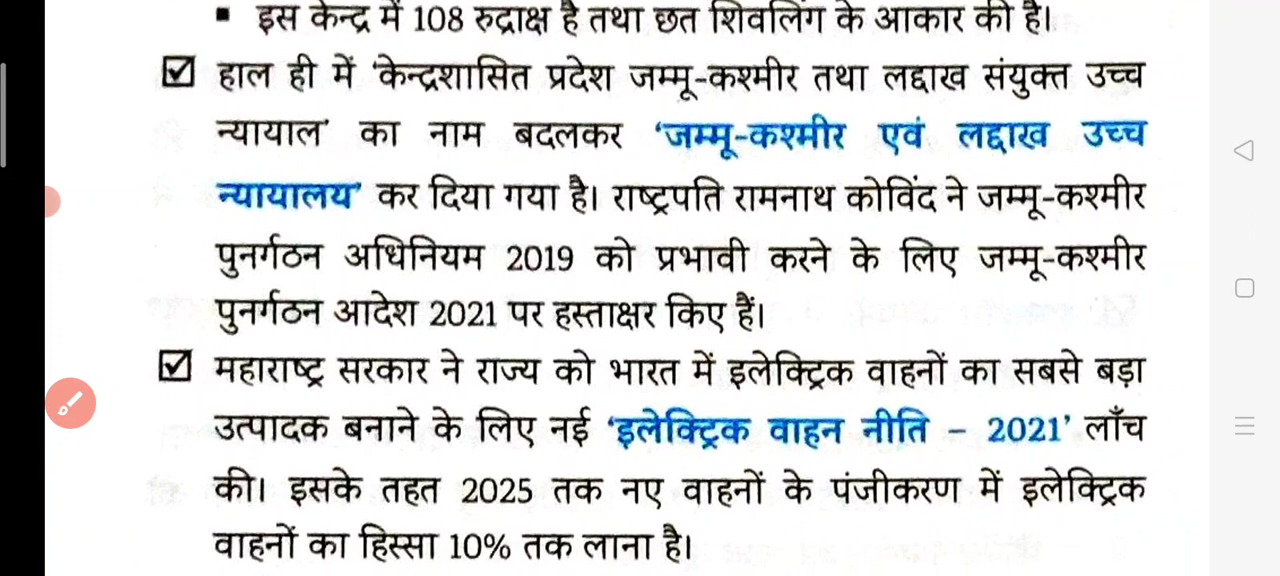 ▪ इस केन्द्र में 108 रुद्राक्ष है तथा छत शिवलिंग के आकार की है।
☑ हाल ही में 'केन्द्रशासित प्रदेश जम्मू-कश्मीर तथा लद्दाख संयुक्त उच्च
न्यायाल' का नाम बदलकर 'जम्मू-कश्मीर एवं लद्दाख उच्च
न्यायालय' कर दिया गया है। राष्ट्रपति रामनाथ कोविंद ने जम्मू-कश्मीर
पुनर्गठन अधिनियम 2019 को प्रभावी करने के लिए जम्मू-कश्मीर
पुनर्गठन आदेश 2021 पर हस्ताक्षर किए हैं।
☑ महाराष्ट्र सरकार ने राज्य को भारत में इलेक्ट्रिक वाहनों का सबसे बड़ा
उत्पादक बनाने के लिए नई 'इलेक्ट्रिक वाहन नीति – 2021' लाँच
की। इसके तहत 2025 तक नए वाहनों के पंजीकरण में इलेक्ट्रिक
वाहनों का हिस्सा 10% तक लाना है।